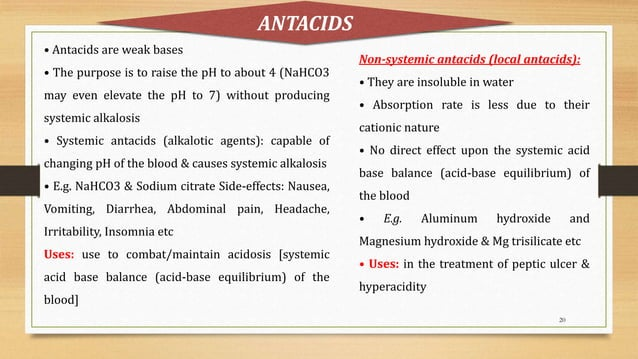 ANTACIDS
• Antacids are weak bases
• The purpose is to raise the pH to about 4 (NaHCO3
may even elevate the pH to 7) without producing
systemic alkalosis
• Systemic antacids (alkalotic agents): capable of
changing pH of the blood & causes systemic alkalosis
• E.g. NaHCO3 & Sodium citrate Side-effects: Nausea,
Vomiting, Diarrhea, Abdominal pain, Headache,
Irritability, Insomnia etc
Uses: use to combat/maintain acidosis [systemic
acid base balance (acid-base equilibrium) of the
blood]
Non-systemic antacids (local antacids):
• They are insoluble in water
• Absorption rate is less due to their
cationic nature
• No direct effect upon the systemic acid
base balance (acid-base equilibrium) of
the blood
• E.g. Aluminum hydroxide and
Magnesium hydroxide & Mg trisilicate etc
• Uses: in the treatment of peptic ulcer &
hyperacidity
20